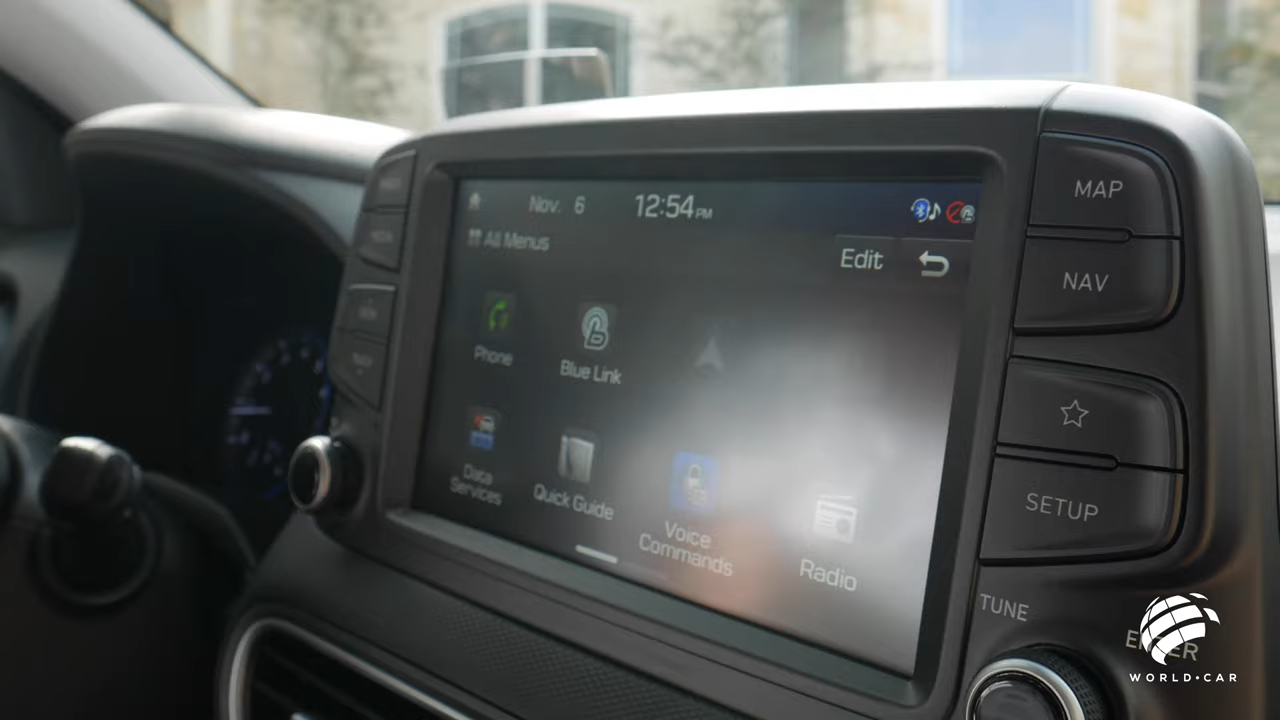 Nov. 6 12:54 PM
All Menus
Edit
Phone
Blue Link
Data
Services
Quick Guide
Voice
Commands
Radio
MAP
NAV
SETUP
TUNE
ENTER
WORLD CAR